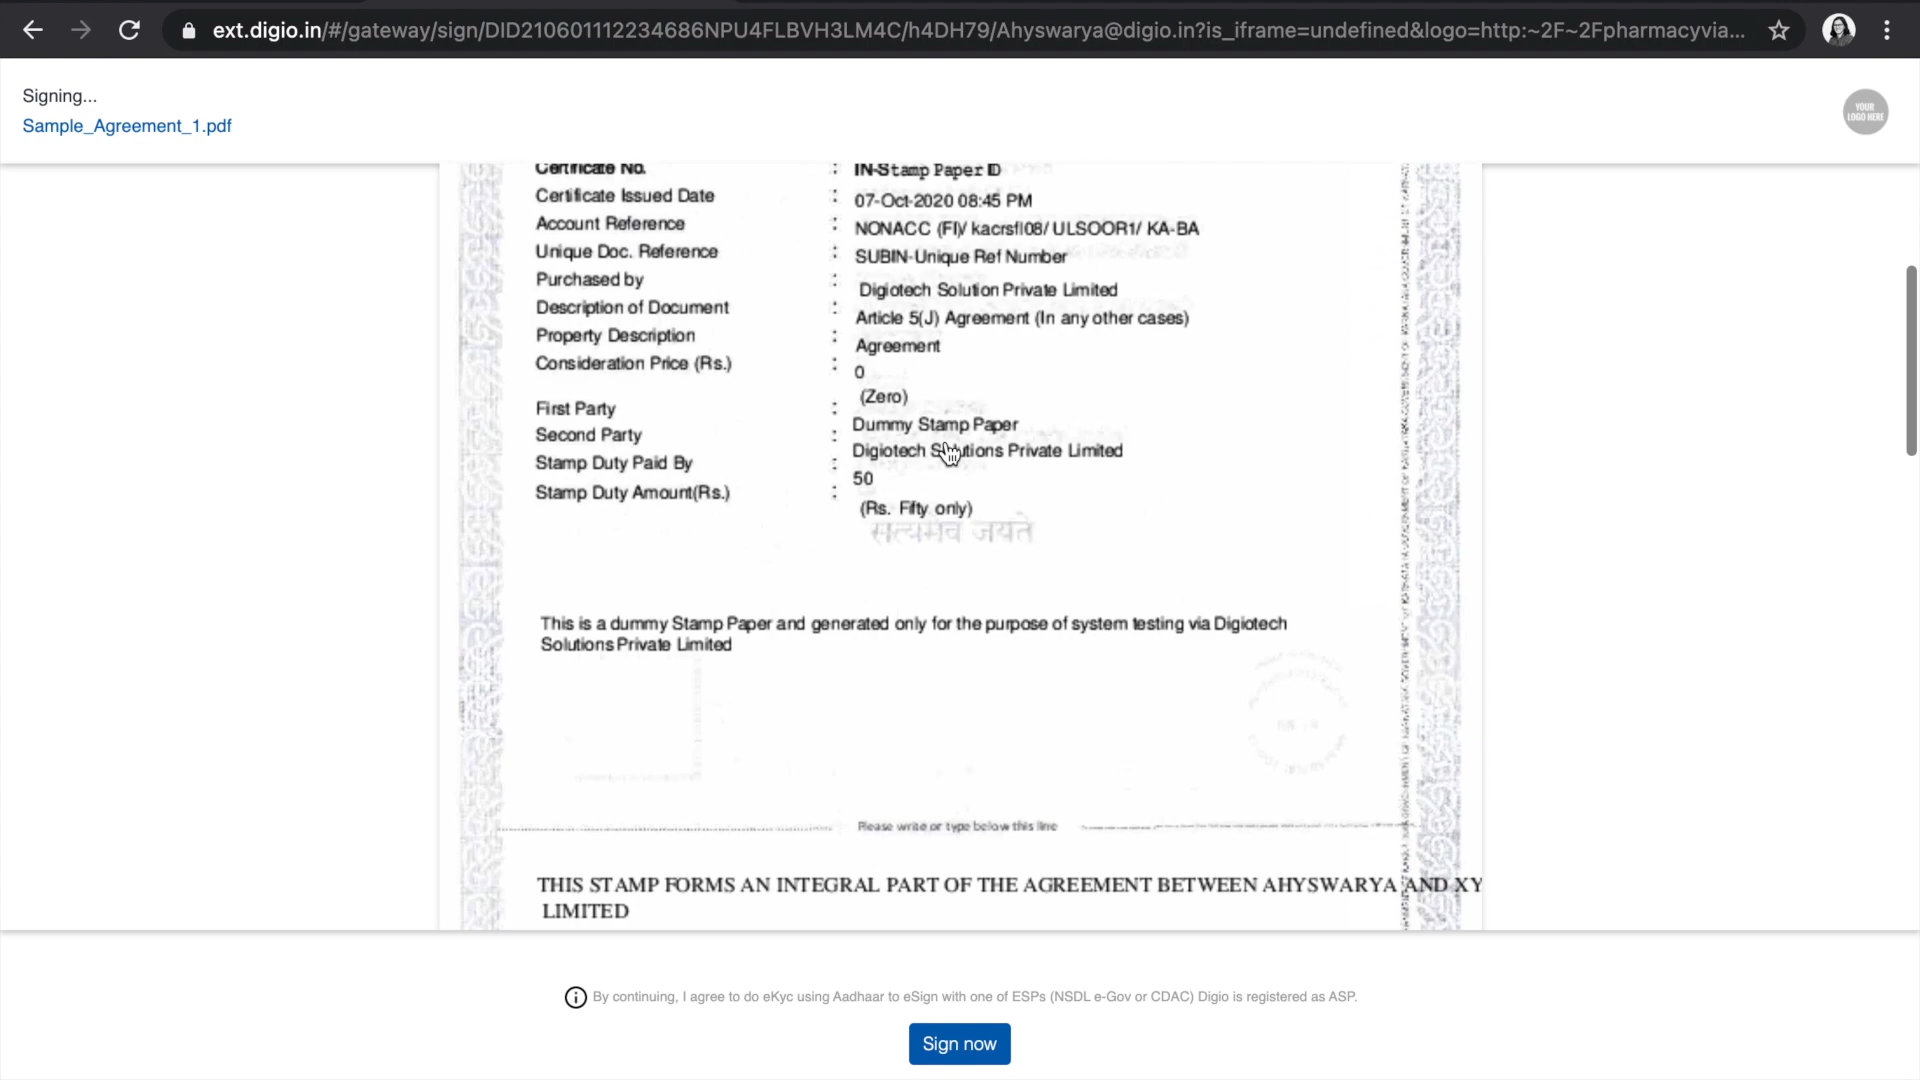 ext.digio.in/#/gateway/sign/DID210601112234686NPU4FLBVH3LM4C/h4DH79/Ahyswarya@digio.in?is_iframe=undefined&logo=http:~2F~2Fpharmacyvia...
Signing...
Sample_Agreement_1.pdf
YOUR
LOGO HERE
Certificate No. : IN-Stamp Paper ID
Certificate Issued Date : 07-Oct-2020 08:45 PM
Account Reference : NONACC (FI)/ kacrsfl08/ ULSOOR1/ KA-BA
Unique Doc. Reference : SUBIN-Unique Ref Number
Purchased by : Digiotech Solution Private Limited
Description of Document : Article 5(J) Agreement (In any other cases)
Property Description : Agreement
Consideration Price (Rs.) : 0
(Zero)
First Party : Dummy Stamp Paper
Second Party : Digiotech Solutions Private Limited
Stamp Duty Paid By : 50
Stamp Duty Amount(Rs.) : (Rs. Fifty only)
सत्यमेव जयते
This is a dummy Stamp Paper and generated only for the purpose of system testing via Digiotech
Solutions Private Limited
Please write or type below this line
THIS STAMP FORMS AN INTEGRAL PART OF THE AGREEMENT BETWEEN AHYSWARYA AND XY
LIMITED
By continuing, I agree to do eKyc using Aadhaar to eSign with one of ESPs (NSDL e-Gov or CDAC) Digio is registered as ASP.
Sign now